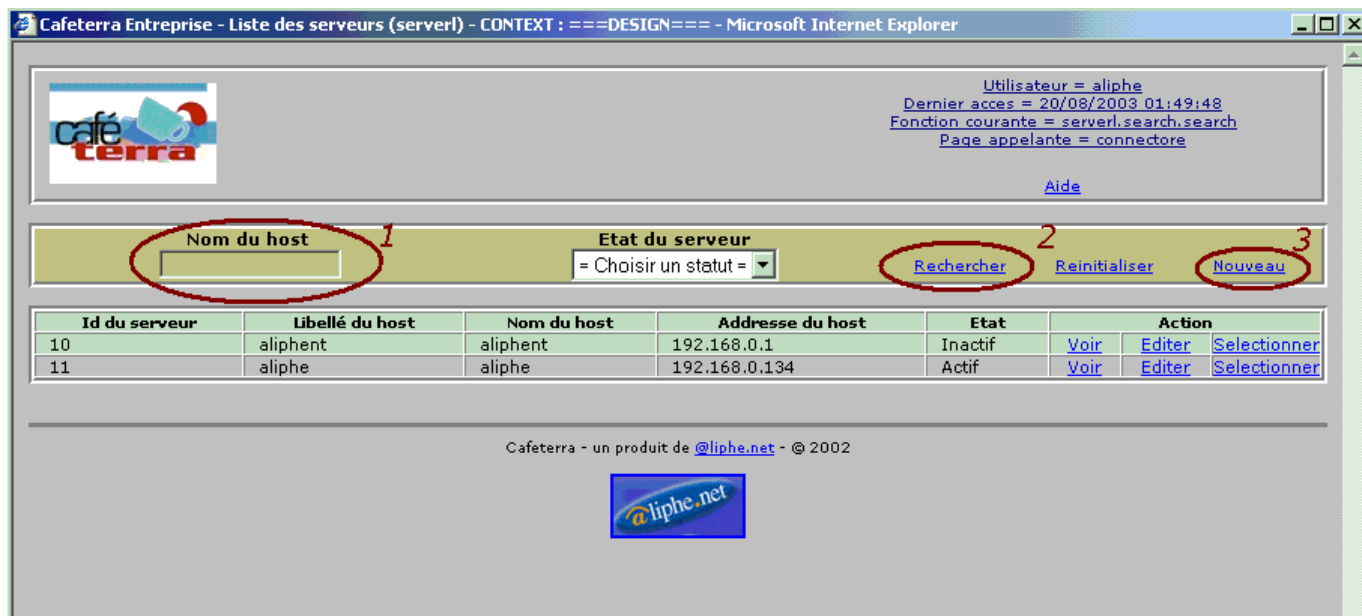 Cafeterra Entreprise - Liste des serveurs (serverl) - CONTEXT : ===DESIGN=== - Microsoft Internet Explorer
café
terra
Utilisateur = aliphe
Dernier acces = 20/08/2003 01:49:48
Fonction courante = serverl.search.search
Page appelante = connectore
Aide
Nom du host 1 Etat du serveur 2 3
= Choisir un statut = Rechercher Reinitialiser Nouveau
Id du serveur Libellé du host Nom du host Addresse du host Etat Action
10 aliphent aliphent 192.168.0.1 Inactif Voir Editer Selectionner
11 aliphe aliphe 192.168.0.134 Actif Voir Editer Selectionner
Cafeterra - un produit de @liphe.net - © 2002
@liphe.net